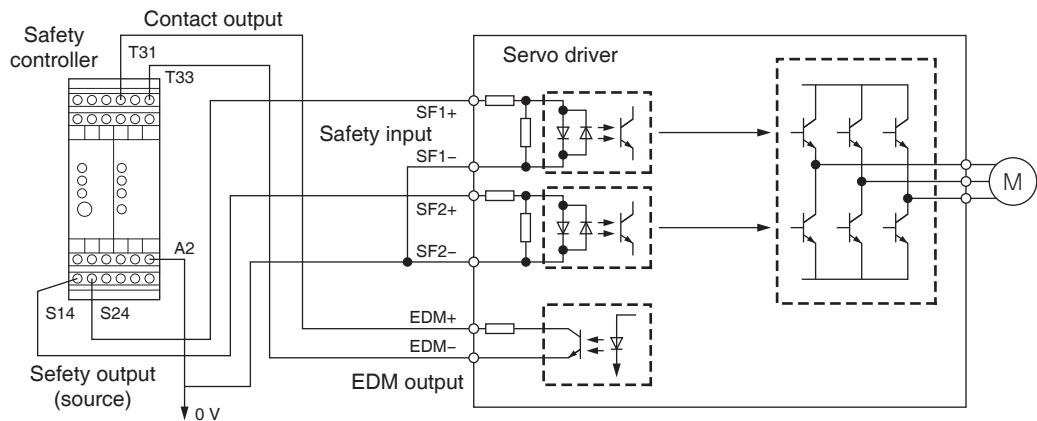 Contact output
Safety
controller
T31
T33
Servo driver
SF1+
Safety input
SF1−
SF2+
SF2−
M
A2
S14
S24
EDM+
EDM−
Sefety output
(source)
EDM output
0 V